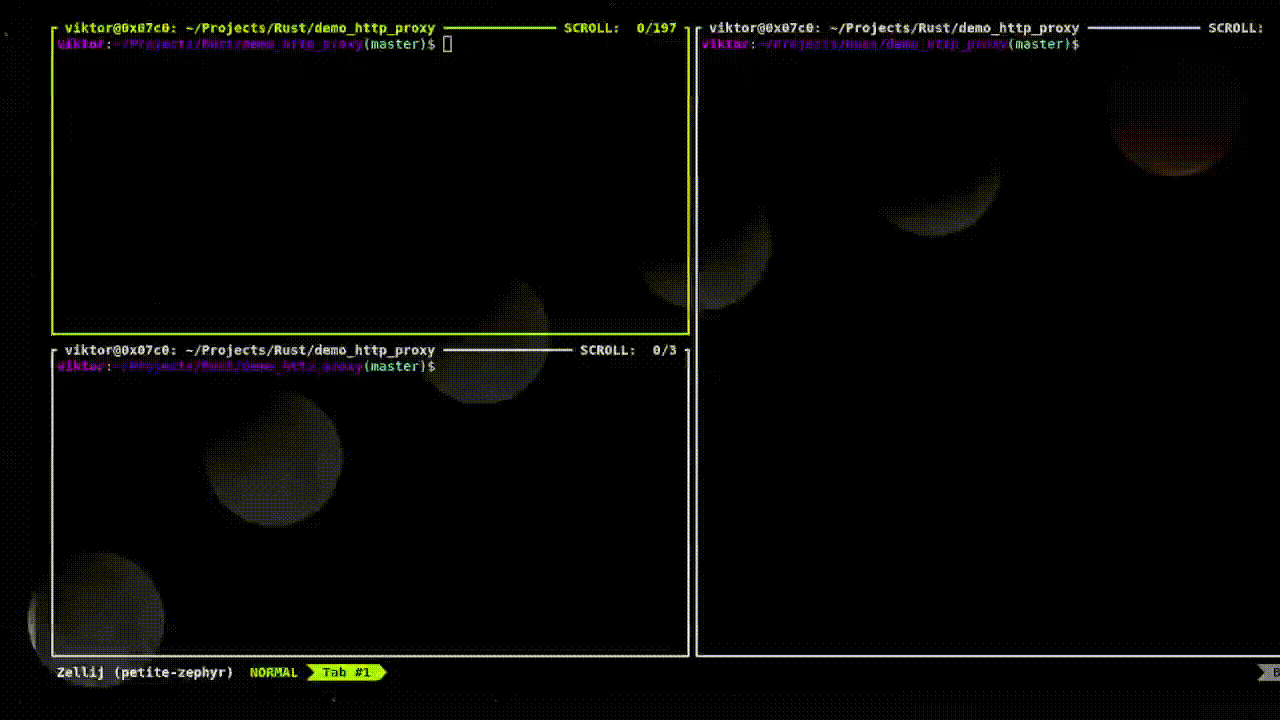 viktor@0x07c0: ~/Projects/Rust/demo_http_proxy SCROLL: 0/197
viktor:~/Projects/Rust/demo_http_proxy(master)$
viktor@0x07c0: ~/Projects/Rust/demo_http_proxy SCROLL: 0/3
viktor:~/Projects/Rust/demo_http_proxy(master)$
viktor@0x07c0: ~/Projects/Rust/demo_http_proxy SCROLL:
viktor:~/Projects/Rust/demo_http_proxy(master)$
Zellij (petite-zephyr) NORMAL Tab #1